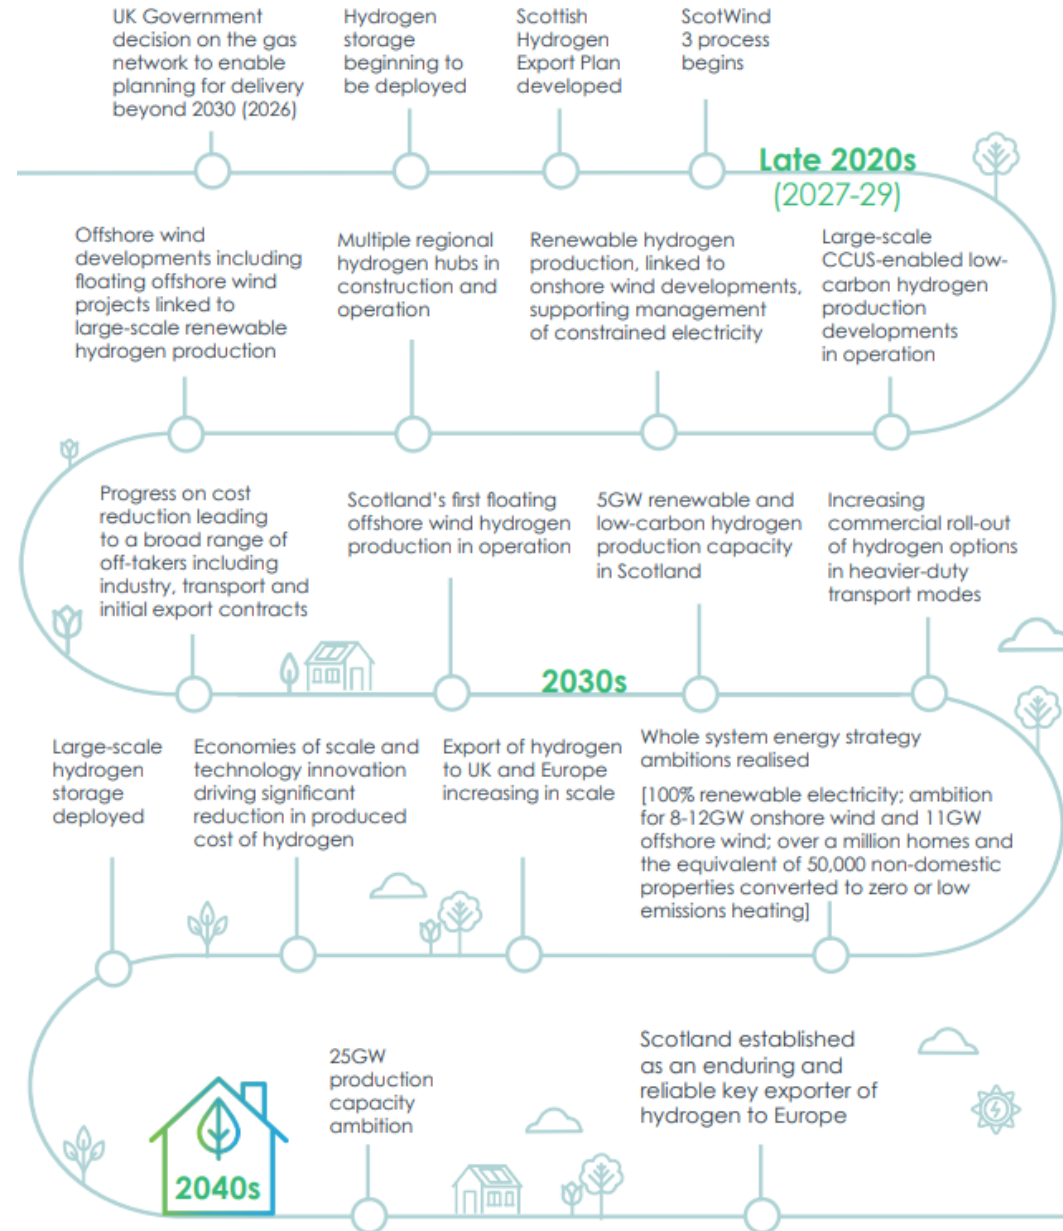 UK Government
decision on the gas
network to enable
planning for delivery
beyond 2030 (2026)
Hydrogen
storage
beginning to
be deployed
Scottish
Hydrogen
Export Plan
developed
ScotWind
3 process
begins
Late 2020s
(2027-29)
Large-scale
CCUS-enabled low-
carbon hydrogen
production
developments
in operation
Renewable hydrogen
production, linked to
onshore wind developments,
supporting management
of constrained electricity
Multiple regional
hydrogen hubs in
construction and
operation
Offshore wind
developments including
floating offshore wind
projects linked to
large-scale renewable
hydrogen production
Progress on cost
reduction leading
to a broad range of
off-takers including
industry, transport and
initial export contracts
Scotland's first floating
offshore wind hydrogen
production in operation
2030s
5GW renewable and
low-carbon hydrogen
production capacity
in Scotland
Increasing
commercial roll-out
of hydrogen options
in heavier-duty
transport modes
Whole system energy strategy
ambitions realised
[100% renewable electricity; ambition
for 8-12GW onshore wind and 11GW
offshore wind; over a million homes and
the equivalent of 50,000 non-domestic
properties converted to zero or low
emissions heating]
Export of hydrogen
to UK and Europe
increasing in scale
Economies of scale and
technology innovation
driving significant
reduction in produced
cost of hydrogen
Large-scale
hydrogen
storage
deployed
2040s
25GW
production
capacity
ambition
Scotland established
as an enduring and
reliable key exporter of
hydrogen to Europe